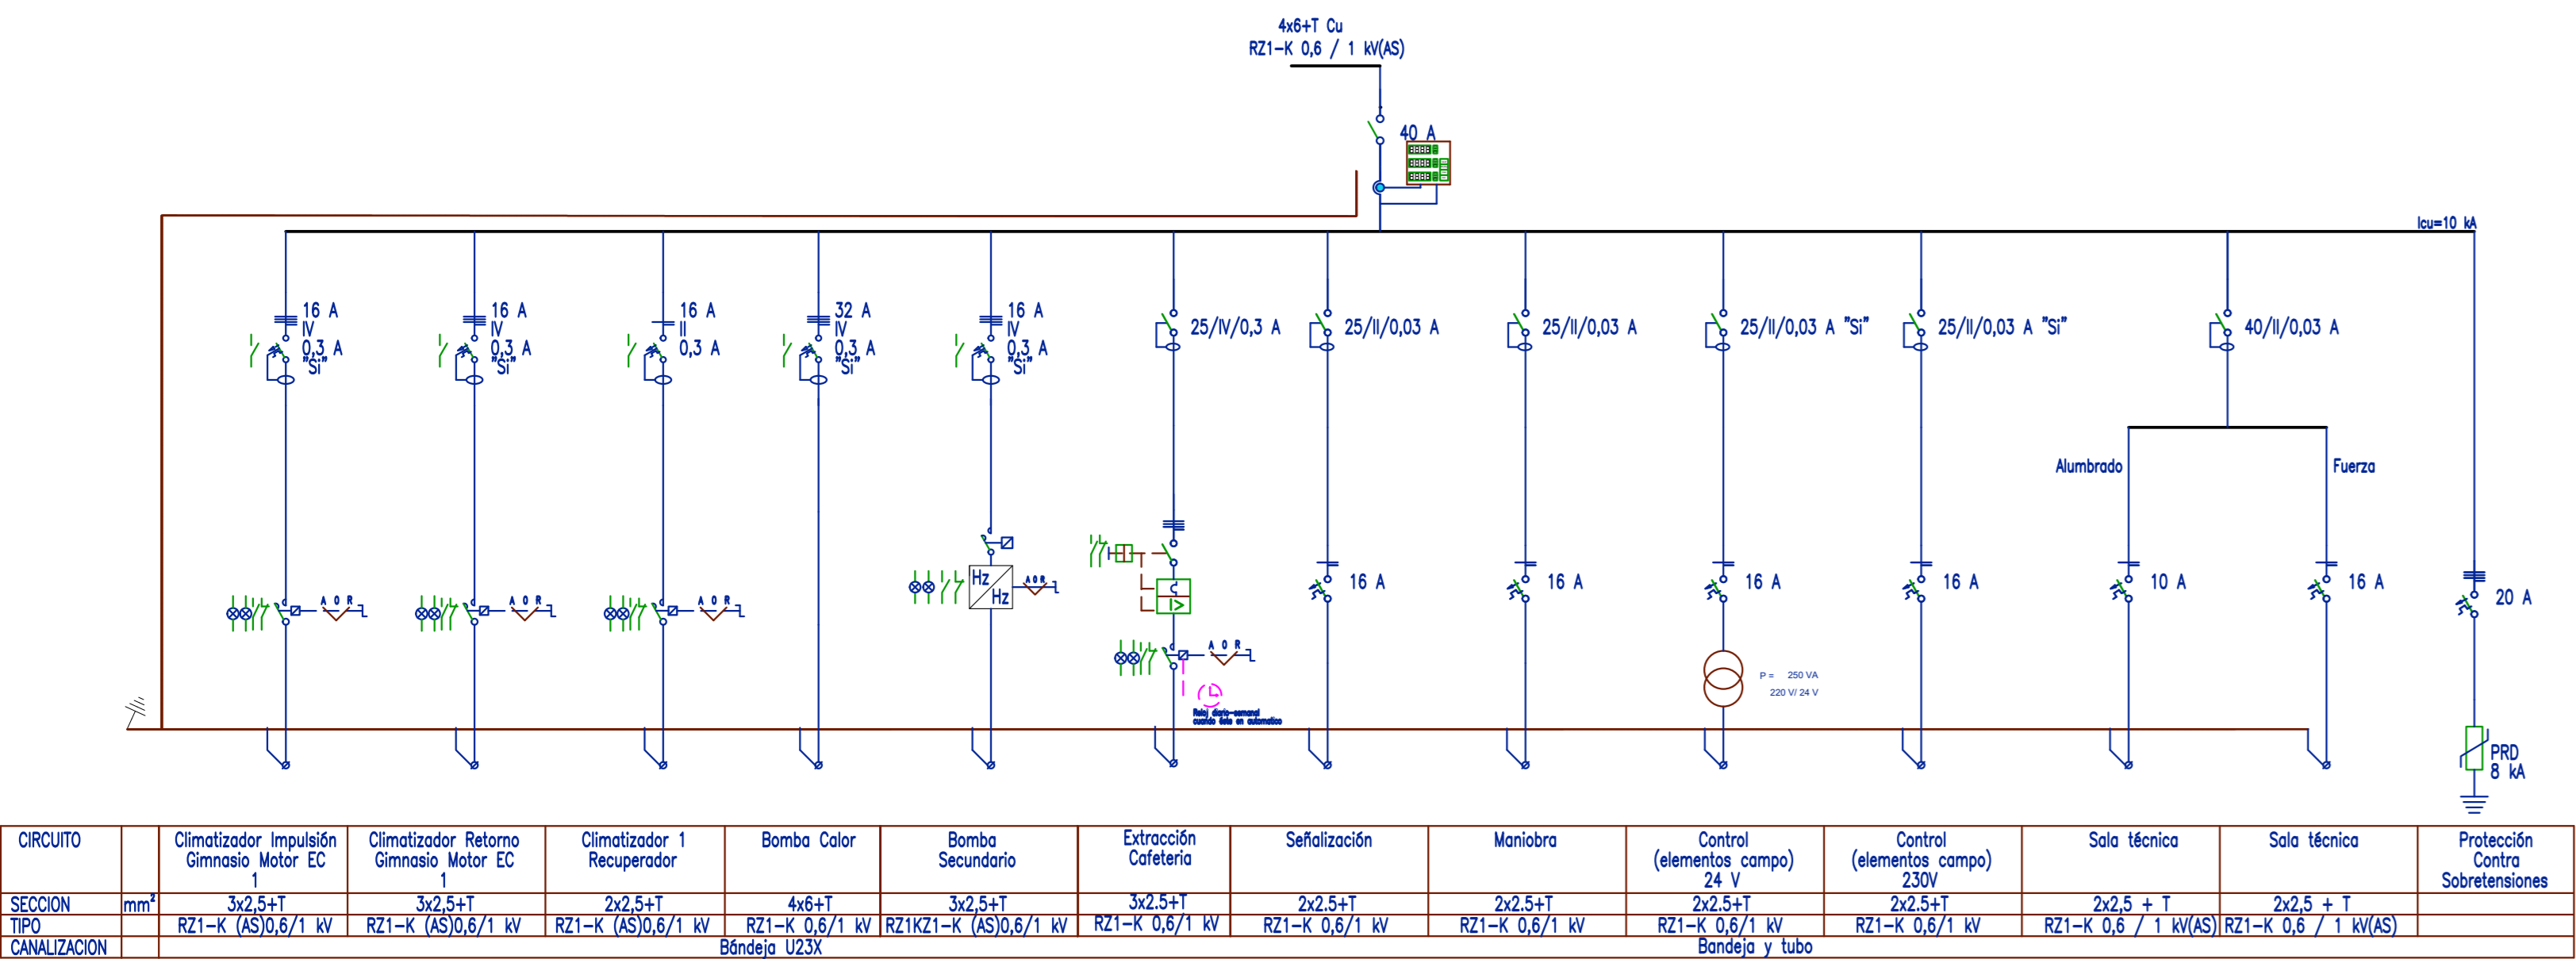 4x6+T Cu
RZ1-K 0,6 / 1 kV(AS)
40 A
Icu=10 kA
16 A
IV
0,3 A
"Si"
16 A
IV
0,3 A
"Si"
16 A
II
0,3 A
32 A
IV
0,3 A
"Si"
16 A
IV
0,3 A
"Si"
25/IV/0,3 A
25/II/0,03 A
25/II/0,03 A
25/II/0,03 A "Si"
25/II/0,03 A "Si"
40/II/0,03 A
Alumbrado
Fuerza
Hz
Hz
A O R
I>
16 A
16 A
16 A
16 A
10 A
16 A
20 A
A O R
A O R
A O R
A O R
P = 250 VA
220 V/ 24 V
Reloj diario-semanal
cuando éste en automatico
PRD
8 kA
CIRCUITO
Climatizador Impulsión
Gimnasio Motor EC
1
Climatizador Retorno
Gimnasio Motor EC
1
Climatizador 1
Recuperador
Bomba Calor
Bomba
Secundario
Extracción
Cafeteria
Señalización
Maniobra
Control
(elementos campo)
24 V
Control
(elementos campo)
230V
Sala técnica
Sala técnica
Protección
Contra
Sobretensiones
SECCION mm² 3x2,5+T 3x2,5+T 2x2,5+T 4x6+T 3x2,5+T 3x2.5+T 2x2.5+T 2x2.5+T 2x2.5+T 2x2.5+T 2x2,5 + T 2x2,5 + T
TIPO RZ1-K (AS)0,6/1 kV RZ1-K (AS)0,6/1 kV RZ1-K (AS)0,6/1 kV RZ1-K 0,6/1 kV RZ1KZ1-K (AS)0,6/1 kV RZ1-K 0,6/1 kV RZ1-K 0,6/1 kV RZ1-K 0,6/1 kV RZ1-K 0,6/1 kV RZ1-K 0,6/1 kV RZ1-K 0,6 / 1 kV(AS) RZ1-K 0,6 / 1 kV(AS)
CANALIZACION Bándeja U23X Bandeja y tubo